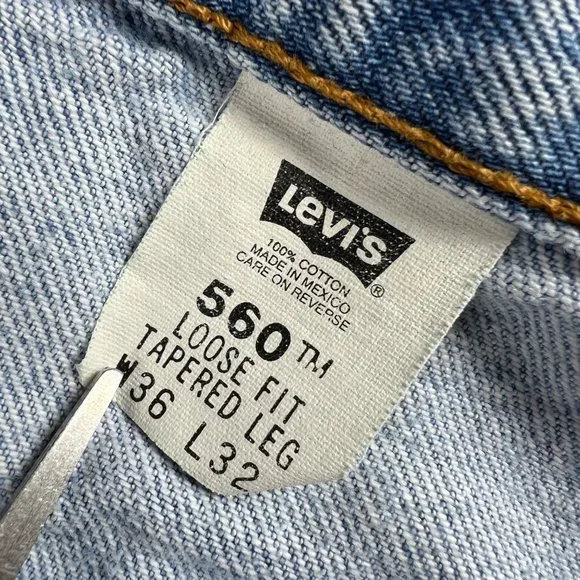 Levi's ®
100% COTTON
MADE IN MEXICO
CARE ON REVERSE
560™
LOOSE FIT
TAPERED LEG
W36 L32